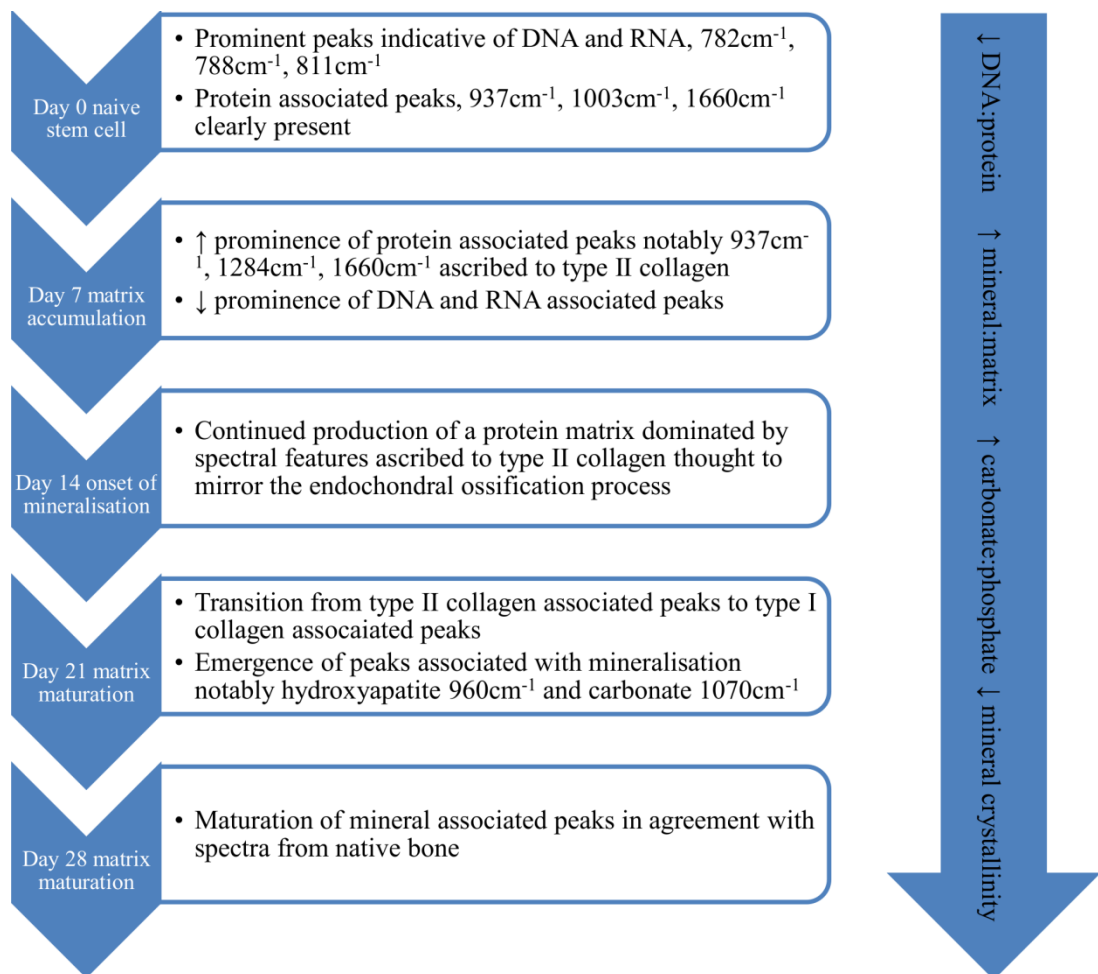 Day 0 naive
stem cell
• Prominent peaks indicative of DNA and RNA, 782cm⁻¹,
788cm⁻¹, 811cm⁻¹
• Protein associated peaks, 937cm⁻¹, 1003cm⁻¹, 1660cm⁻¹
clearly present
Day 7 matrix
accumulation
• ↑ prominence of protein associated peaks notably 937cm⁻
¹, 1284cm⁻¹, 1660cm⁻¹ ascribed to type II collagen
• ↓ prominence of DNA and RNA associated peaks
Day 14 onset of
mineralisation
• Continued production of a protein matrix dominated by
spectral features ascribed to type II collagen thought to
mirror the endochondral ossification process
Day 21 matrix
maturation
• Transition from type II collagen associated peaks to type I
collagen assocaiated peaks
• Emergence of peaks associated with mineralisation
notably hydroxyapatite 960cm⁻¹ and carbonate 1070cm⁻¹
Day 28 matrix
maturation
• Maturation of mineral associated peaks in agreement with
spectra from native bone
↓ DNA:protein ↑ mineral:matrix ↑ carbonate:phosphate ↓ mineral crystallinity